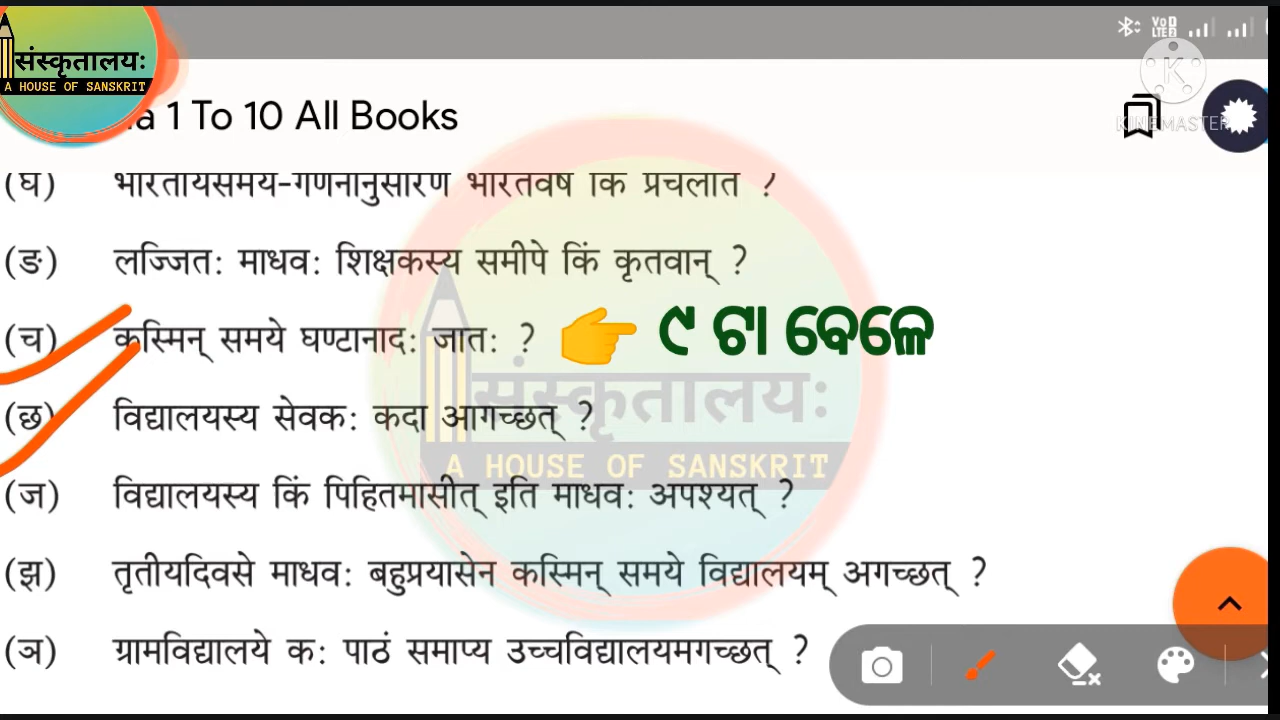 संस्कृतालयः
A HOUSE OF SANSKRIT
a 1 To 10 All Books
KINEMASTER
(घ) भारतीयसमय-गणनानुसारेण भारतवर्षे किं प्रचलति ?
(ङ) लज्जितः माधवः शिक्षकस्य समीपे किं कृतवान् ?
(च) कस्मिन् समये घण्टानादः जातः ? 👉 ୯ ଟା ବେଳେ
संस्कृतालयः
(छ) विद्यालयस्य सेवकः कदा आगच्छत् ?
A HOUSE OF SANSKRIT
(ज) विद्यालयस्य किं पिहितमासीत् इति माधवः अपश्यत् ?
(झ) तृतीयदिवसे माधवः बहुप्रयासेन कस्मिन् समये विद्यालयम् अगच्छत् ?
(ञ) ग्रामविद्यालये कः पाठं समाप्य उच्चविद्यालयमगच्छत् ?